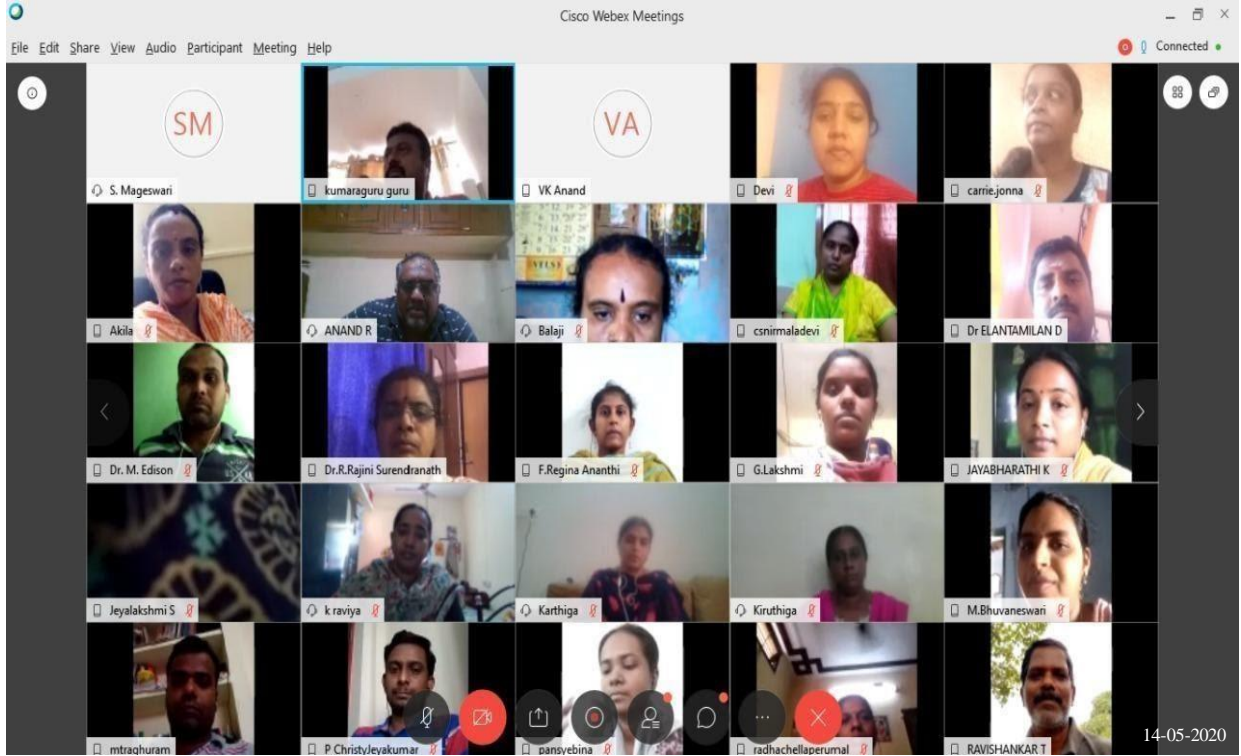 Cisco Webex Meetings
File Edit Share View Audio Participant Meeting Help
Connected
SM
VA
S. Mageswari
kumaraguru guru
VK Anand
Devi
carrie.jonna
Akila
ANAND R
Balaji
csnirmaladevi
Dr ELANTAMILAN D
Dr. M. Edison
Dr.R.Rajini Surendranath
F.Regina Ananthi
G.Lakshmi
JAYABHARATHI K
Jeyalakshmi S
k raviya
Karthiga
Kiruthiga
M.Bhuvaneswari
mtraghuram
P ChristyJeyakumar
pansyebina
radhachellaperumal
RAVISHANKAR T
14-05-2020